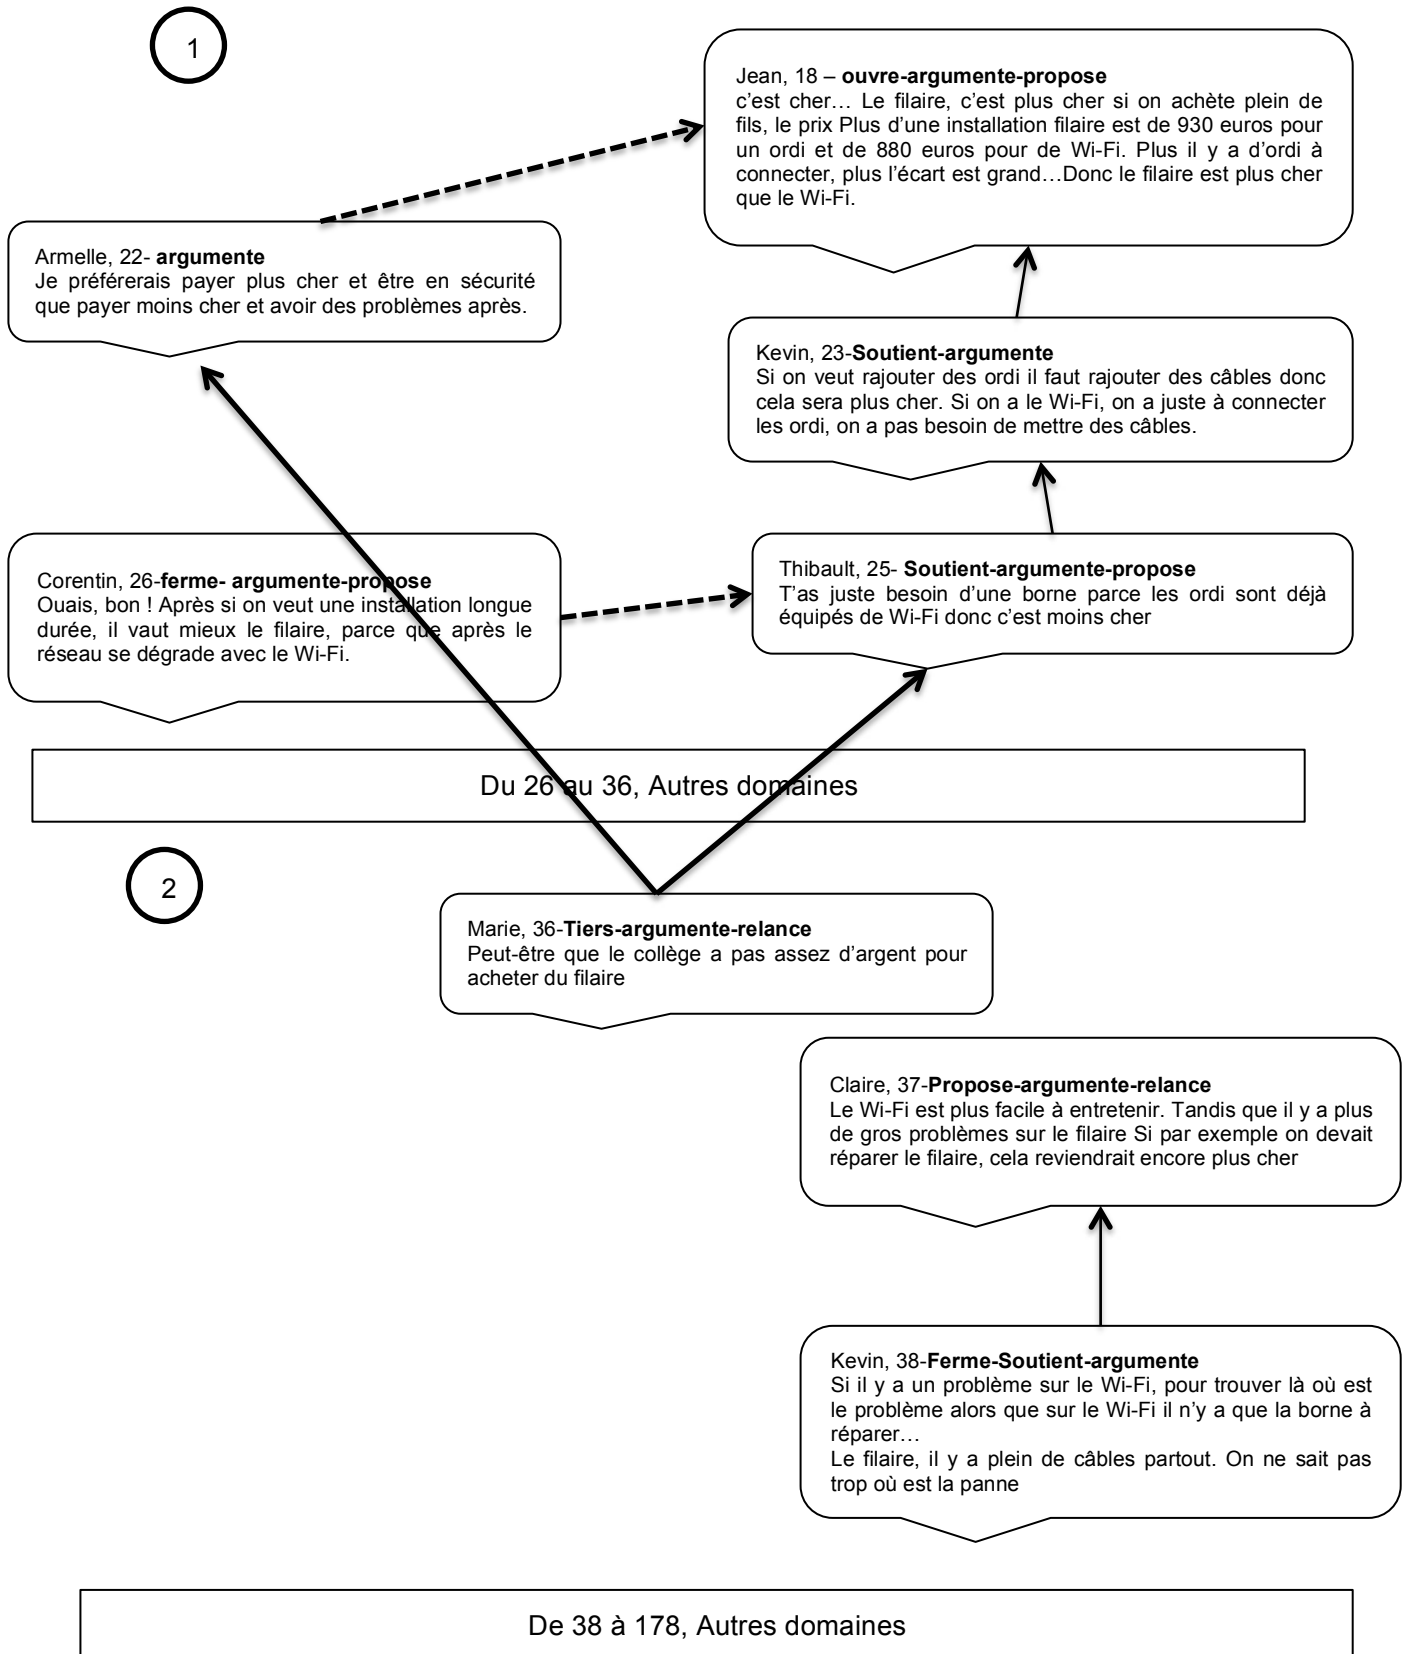 1
Jean, 18 – ouvre-argumente-propose
c'est cher… Le filaire, c'est plus cher si on achète plein de
fils, le prix Plus d'une installation filaire est de 930 euros pour
un ordi et de 880 euros pour de Wi-Fi. Plus il y a d'ordi à
connecter, plus l'écart est grand…Donc le filaire est plus cher
que le Wi-Fi.
Armelle, 22- argumente
Je préférerais payer plus cher et être en sécurité
que payer moins cher et avoir des problèmes après.
Kevin, 23-Soutient-argumente
Si on veut rajouter des ordi il faut rajouter des câbles donc
cela sera plus cher. Si on a le Wi-Fi, on a juste à connecter
les ordi, on a pas besoin de mettre des câbles.
Thibault, 25- Soutient-argumente-propose
T'as juste besoin d'une borne parce les ordi sont déjà
équipés de Wi-Fi donc c'est moins cher
Corentin, 26-ferme- argumente-propose
Ouais, bon ! Après si on veut une installation longue
durée, il vaut mieux le filaire, parce que après le
réseau se dégrade avec le Wi-Fi.
Du 26 au 36, Autres domaines
2
Marie, 36-Tiers-argumente-relance
Peut-être que le collège a pas assez d'argent pour
acheter du filaire
Claire, 37-Propose-argumente-relance
Le Wi-Fi est plus facile à entretenir. Tandis que il y a plus
de gros problèmes sur le filaire Si par exemple on devait
réparer le filaire, cela reviendrait encore plus cher
Kevin, 38-Ferme-Soutient-argumente
Si il y a un problème sur le Wi-Fi, pour trouver là où est
le problème alors que sur le Wi-Fi il n'y a que la borne à
réparer…
Le filaire, il y a plein de câbles partout. On ne sait pas
trop où est la panne
De 38 à 178, Autres domaines